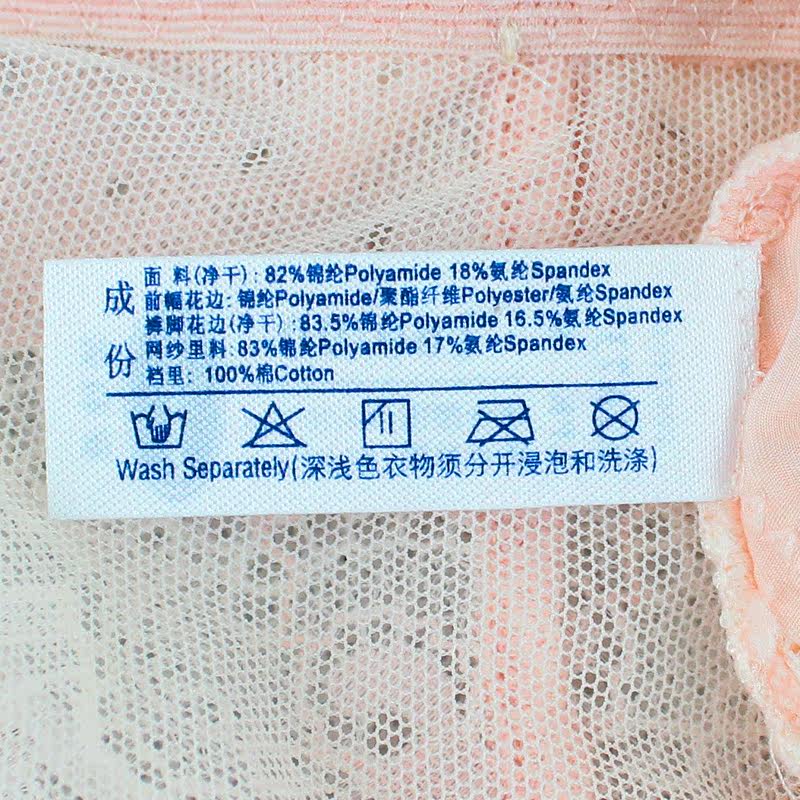 成份
面 料(净干) : 82%锦纶Polyamide 18%氨纶Spandex
前幅花边: 锦纶Polyamide/聚酯纤维Polyester/氨纶Spandex
裤脚花边(净干) :83.5%锦纶Polyamide 16.5%氨纶Spandex
网纱里料:83%锦纶Polyamide 17%氨纶Spandex
裆里: 100%棉Cotton
Wash Separately(深浅色衣物须分开浸泡和洗涤)